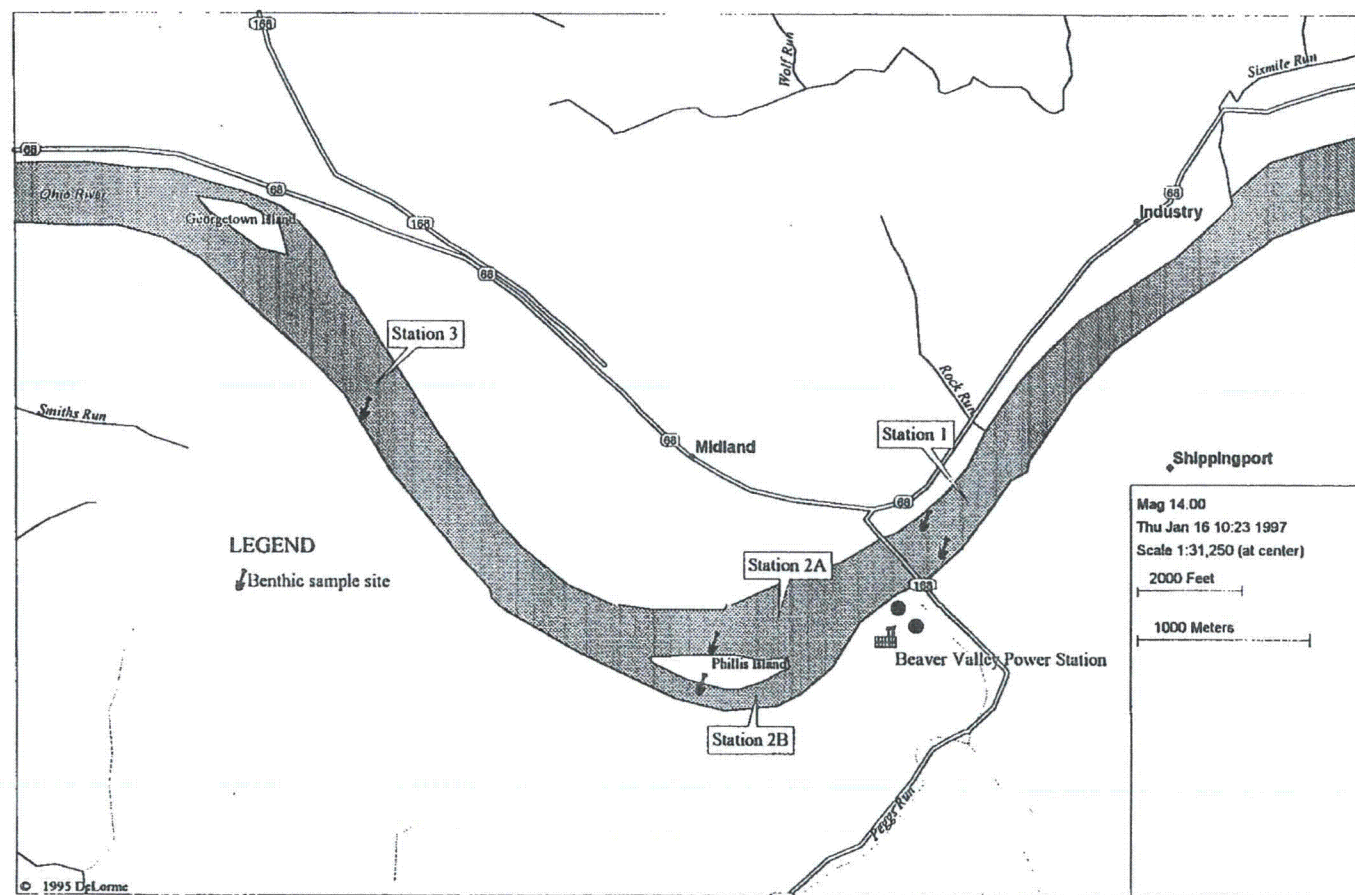 168
Wolf Run
Sixmile Run
68
Ohio River
68
Georgetown Island
168
68
68
Industry
Station 3
Rock Run
Smiths Run
Station 1
68
Midland
Shippingport
68
Mag 14.00
Thu Jan 16 10:23 1997
Scale 1:31,250 (at center)
2000 Feet
1000 Meters
LEGEND
Benthic sample site
Station 2A
168
Phillis Island
Beaver Valley Power Station
Station 2B
Peggs Run
© 1995 DeLorme